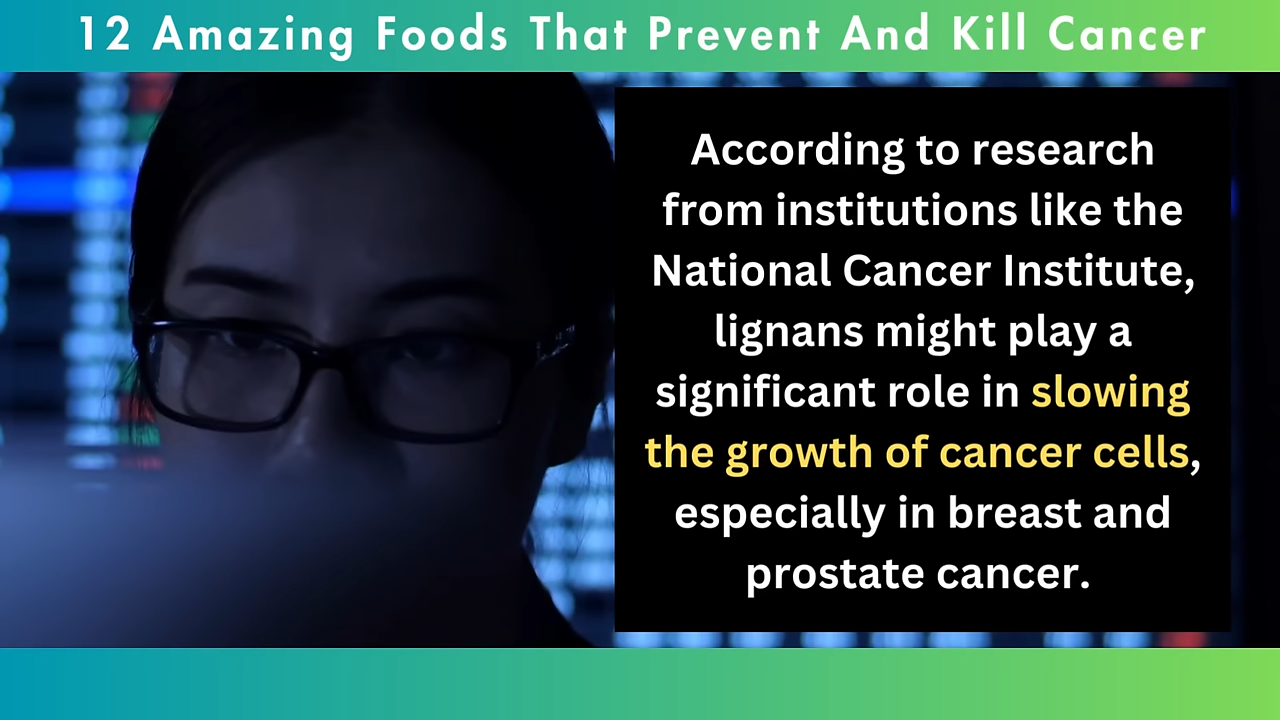 12 Amazing Foods That Prevent And Kill Cancer
According to research
from institutions like the
National Cancer Institute,
lignans might play a
significant role in slowing
the growth of cancer cells,
especially in breast and
prostate cancer.